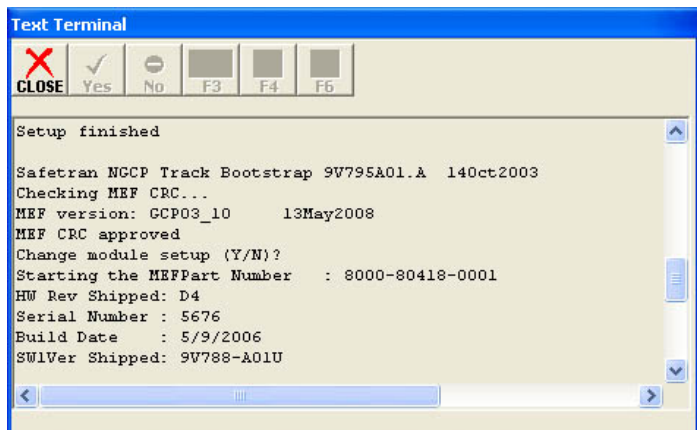 Text Terminal
CLOSE Yes No F3 F4 F6
Setup finished
Safetran NGCP Track Bootstrap 9V795A01.A 14Oct2003
Checking MEF CRC...
MEF version: GCP03_10 13May2008
MEF CRC approved
Change module setup (Y/N)?
Starting the MEFPart Number : 8000-80418-0001
HW Rev Shipped: D4
Serial Number : 5676
Build Date : 5/9/2006
SW1Ver Shipped: 9V788-A01U